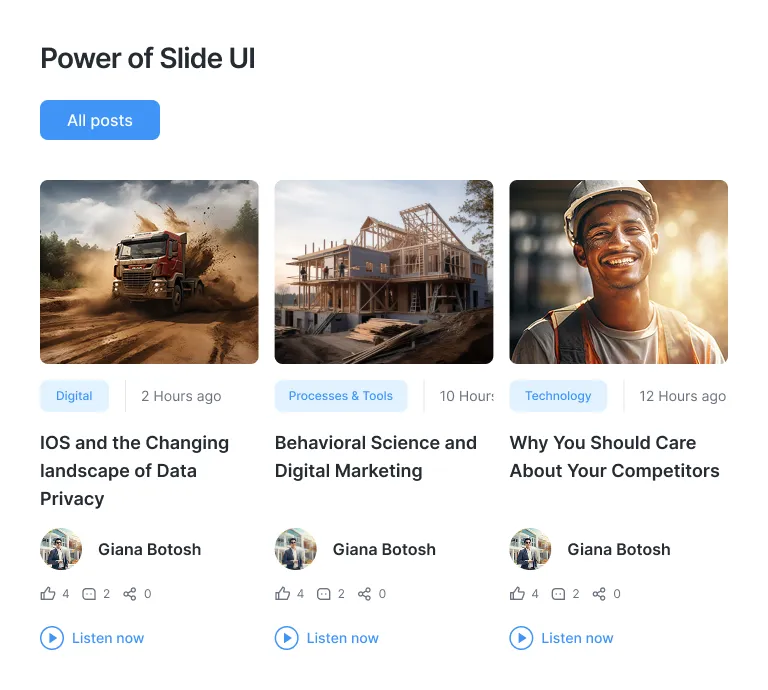 Power of Slide UI
All posts
Digital
2 Hours ago
IOS and the Changing
landscape of Data
Privacy
Giana Botosh
4 2 0
Listen now
Processes & Tools
10 Hours
Behavioral Science and
Digital Marketing
Giana Botosh
4 2 0
Listen now
Technology
12 Hours ago
Why You Should Care
About Your Competitors
Giana Botosh
4 2 0
Listen now